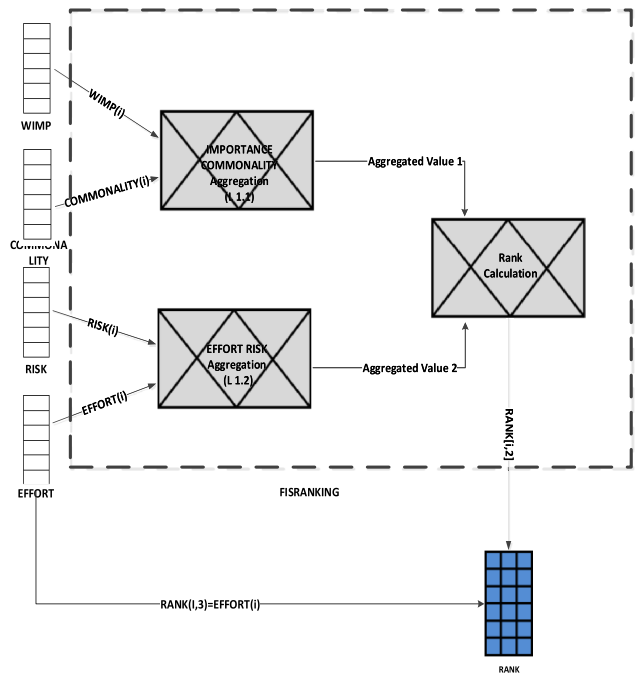 WIMP
WIMP(i)
IMPORTANCE
COMMONALITY
Aggregation
(L 1.1)
Aggregated Value 1
COMMONALITY(i)
COMMONA
LITY
Rank
Calculation
RISK(i)
RISK
EFFORT RISK
Aggregation
(L 1.2)
Aggregated Value 2
EFFORT(i)
RANK[i,2]
EFFORT
FISRANKING
RANK(I,3)=EFFORT(i)
RANK